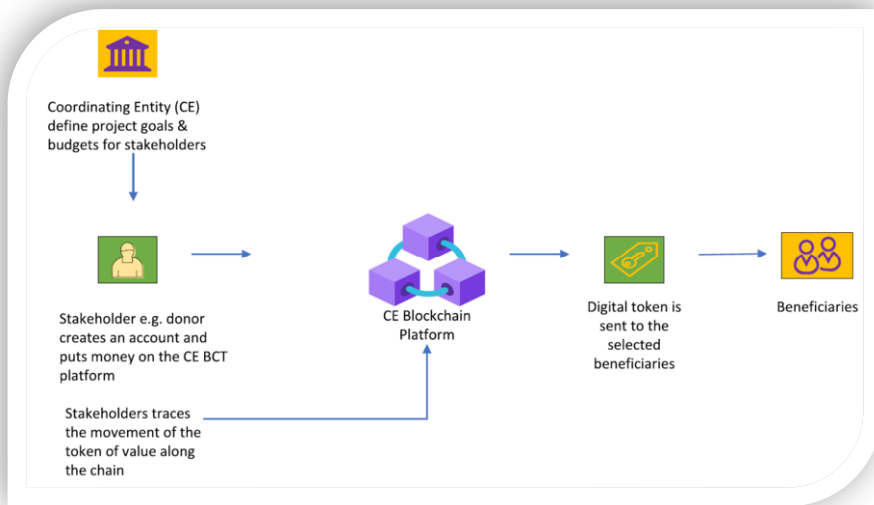 Coordinating Entity (CE)
define project goals &
budgets for stakeholders
Stakeholder e.g. donor
creates an account and
puts money on the CE BCT
platform
CE Blockchain
Platform
Digital token is
sent to the
selected
beneficiaries
Beneficiaries
Stakeholders traces
the movement of the
token of value along
the chain